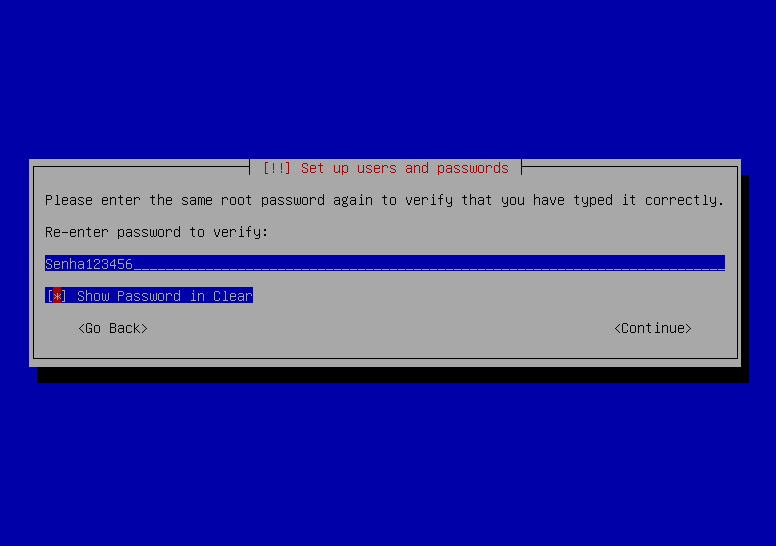 [!!] Set up users and passwords
Please enter the same root password again to verify that you have typed it correctly.
Re-enter password to verify:
Senha123456__________________________________________________________________________
[*] Show Password in Clear
<Go Back> <Continue>